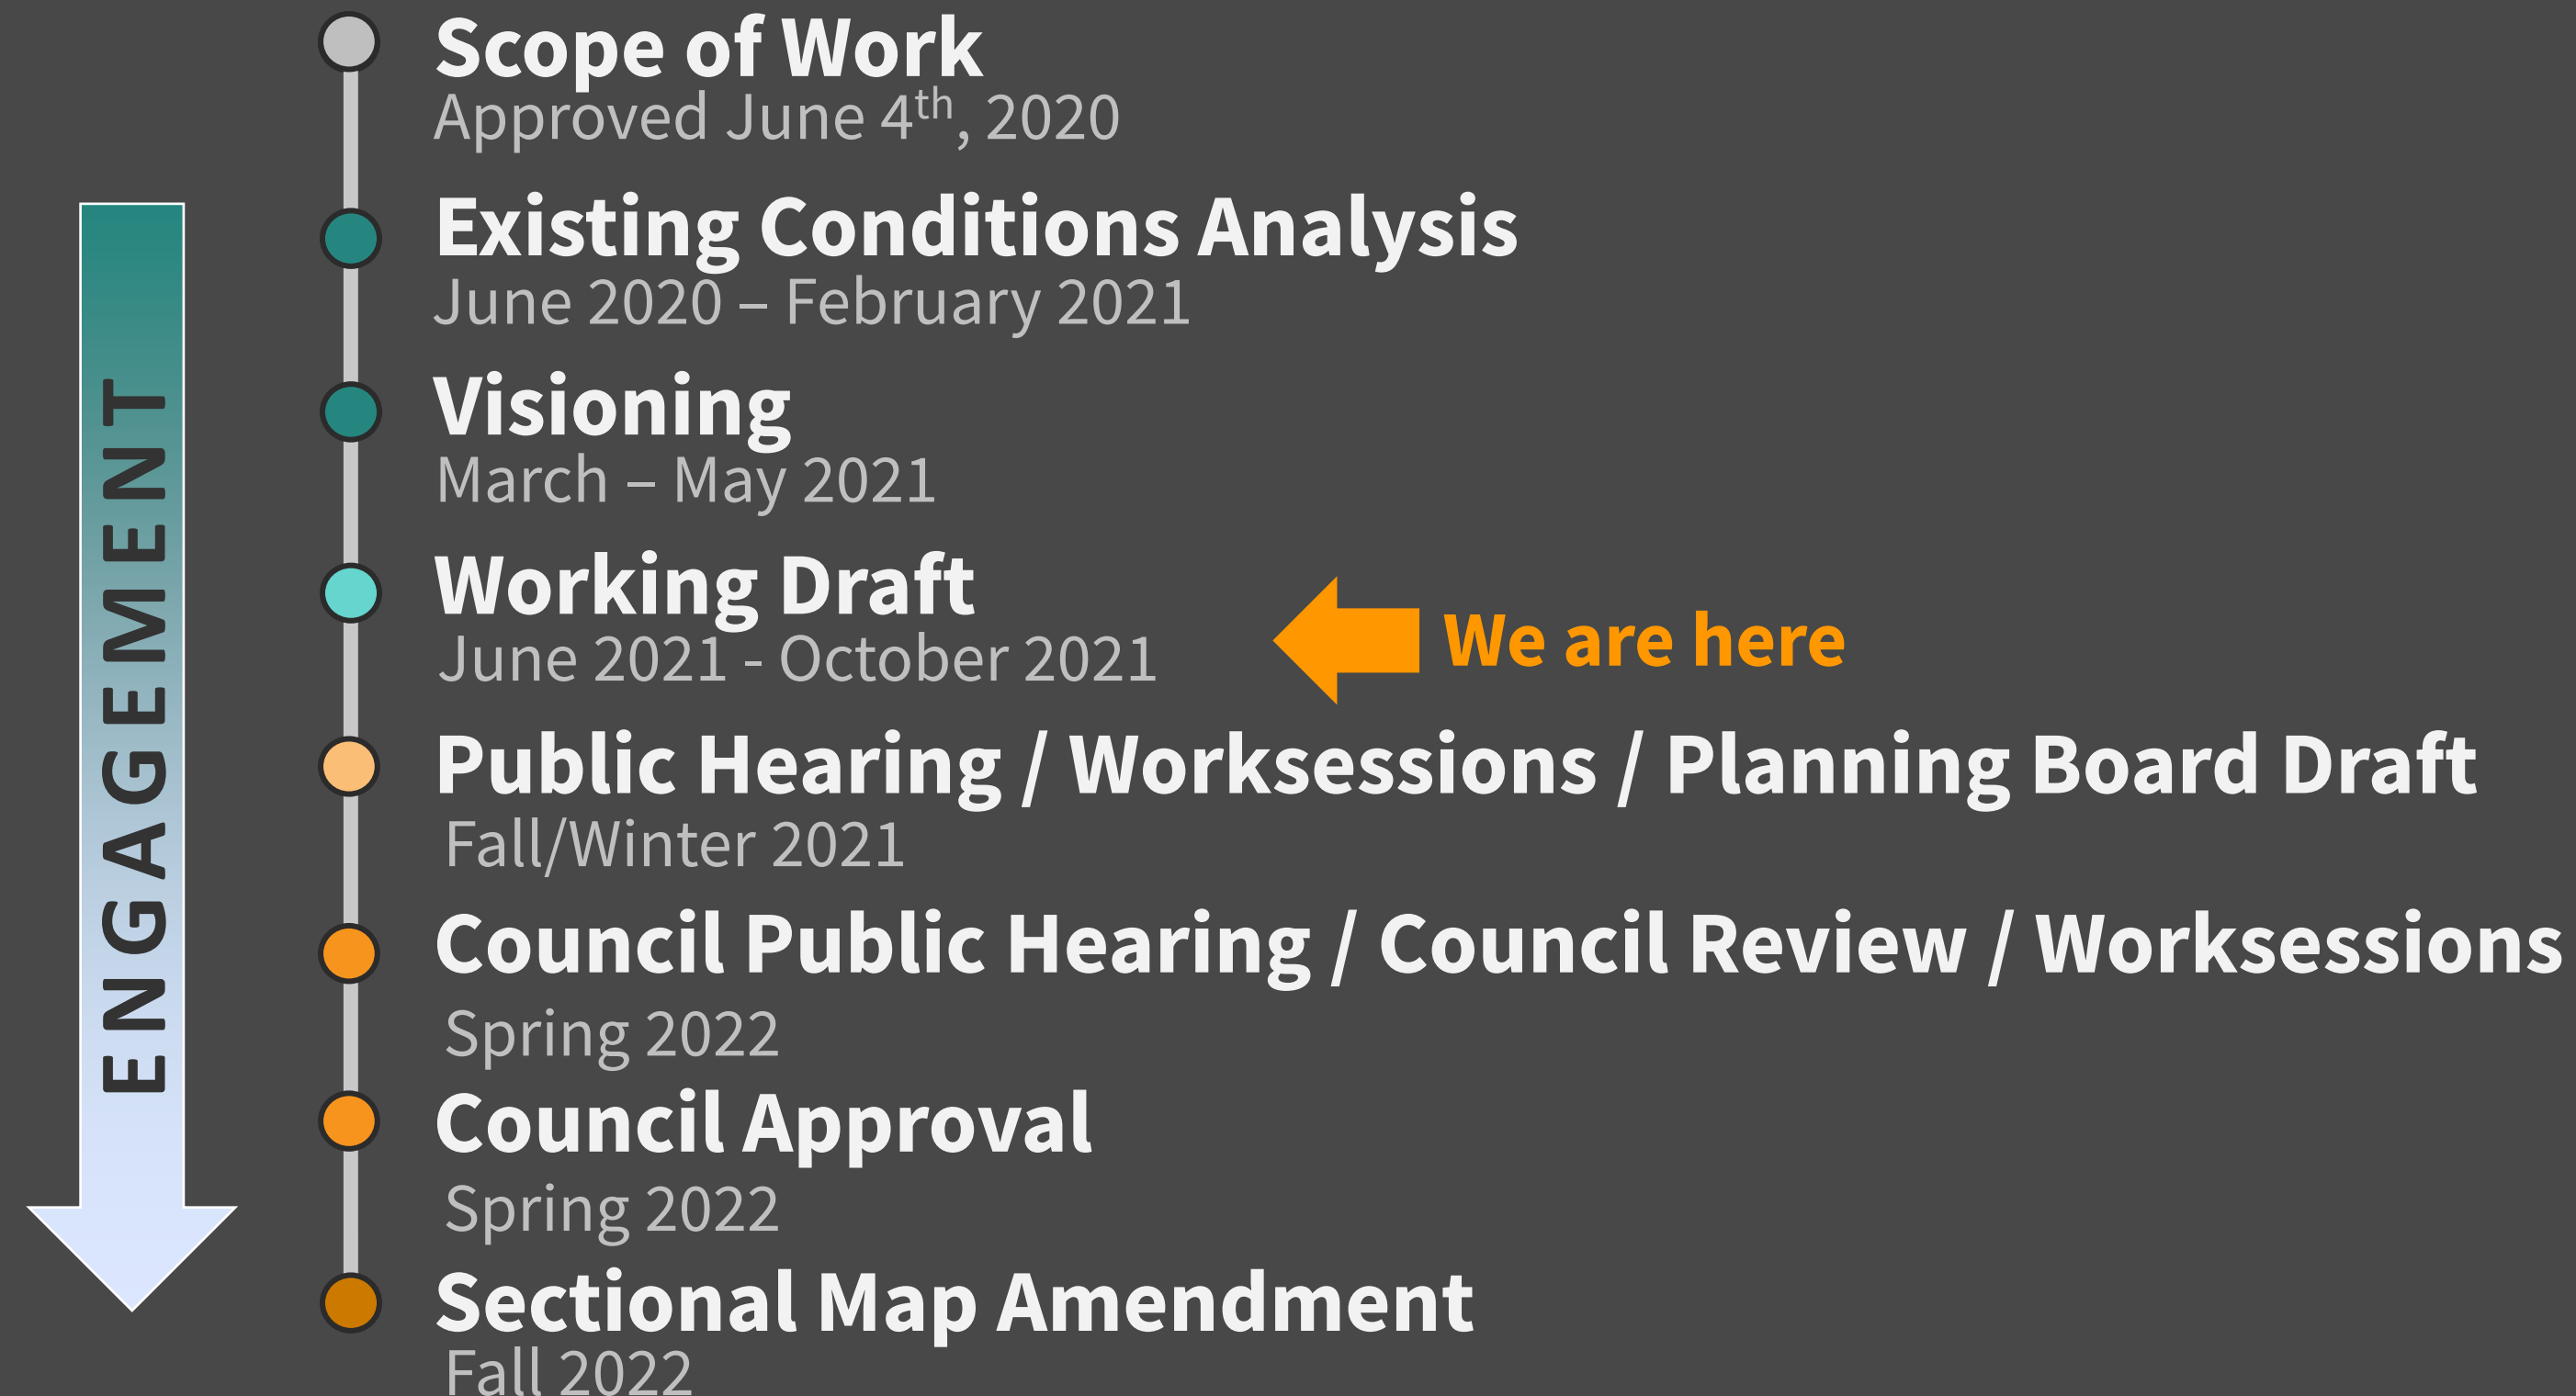 Scope of Work
Approved June 4th, 2020
Existing Conditions Analysis
June 2020 – February 2021
Visioning
March – May 2021
Working Draft
June 2021 - October 2021
We are here
Public Hearing / Worksessions / Planning Board Draft
Fall/Winter 2021
Council Public Hearing / Council Review / Worksessions
Spring 2022
Council Approval
Spring 2022
Sectional Map Amendment
Fall 2022
ENGAGEMENT